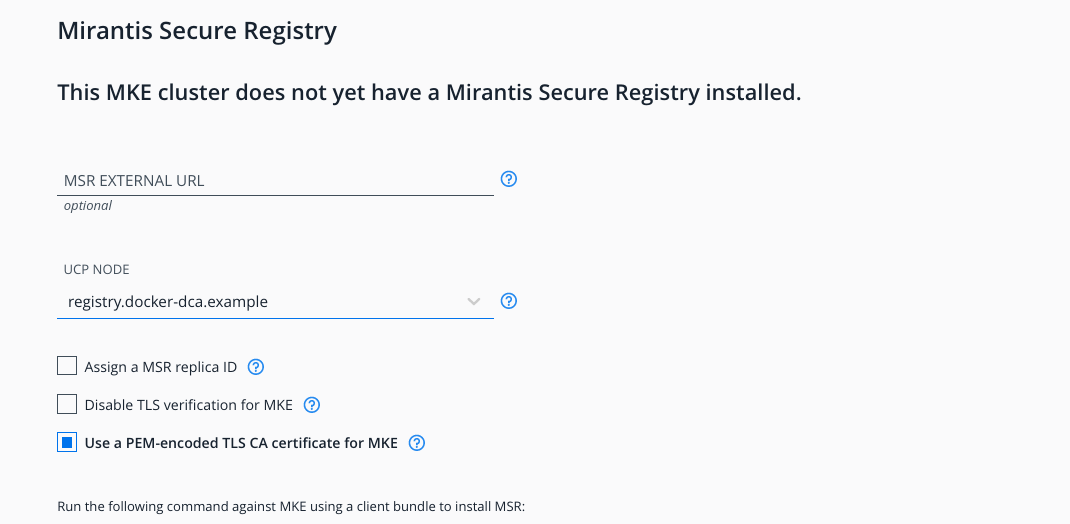 Mirantis Secure Registry
This MKE cluster does not yet have a Mirantis Secure Registry installed.
MSR EXTERNAL URL
optional
UCP NODE
registry.docker-dca.example
Assign a MSR replica ID
Disable TLS verification for MKE
Use a PEM-encoded TLS CA certificate for MKE
Run the following command against MKE using a client bundle to install MSR: